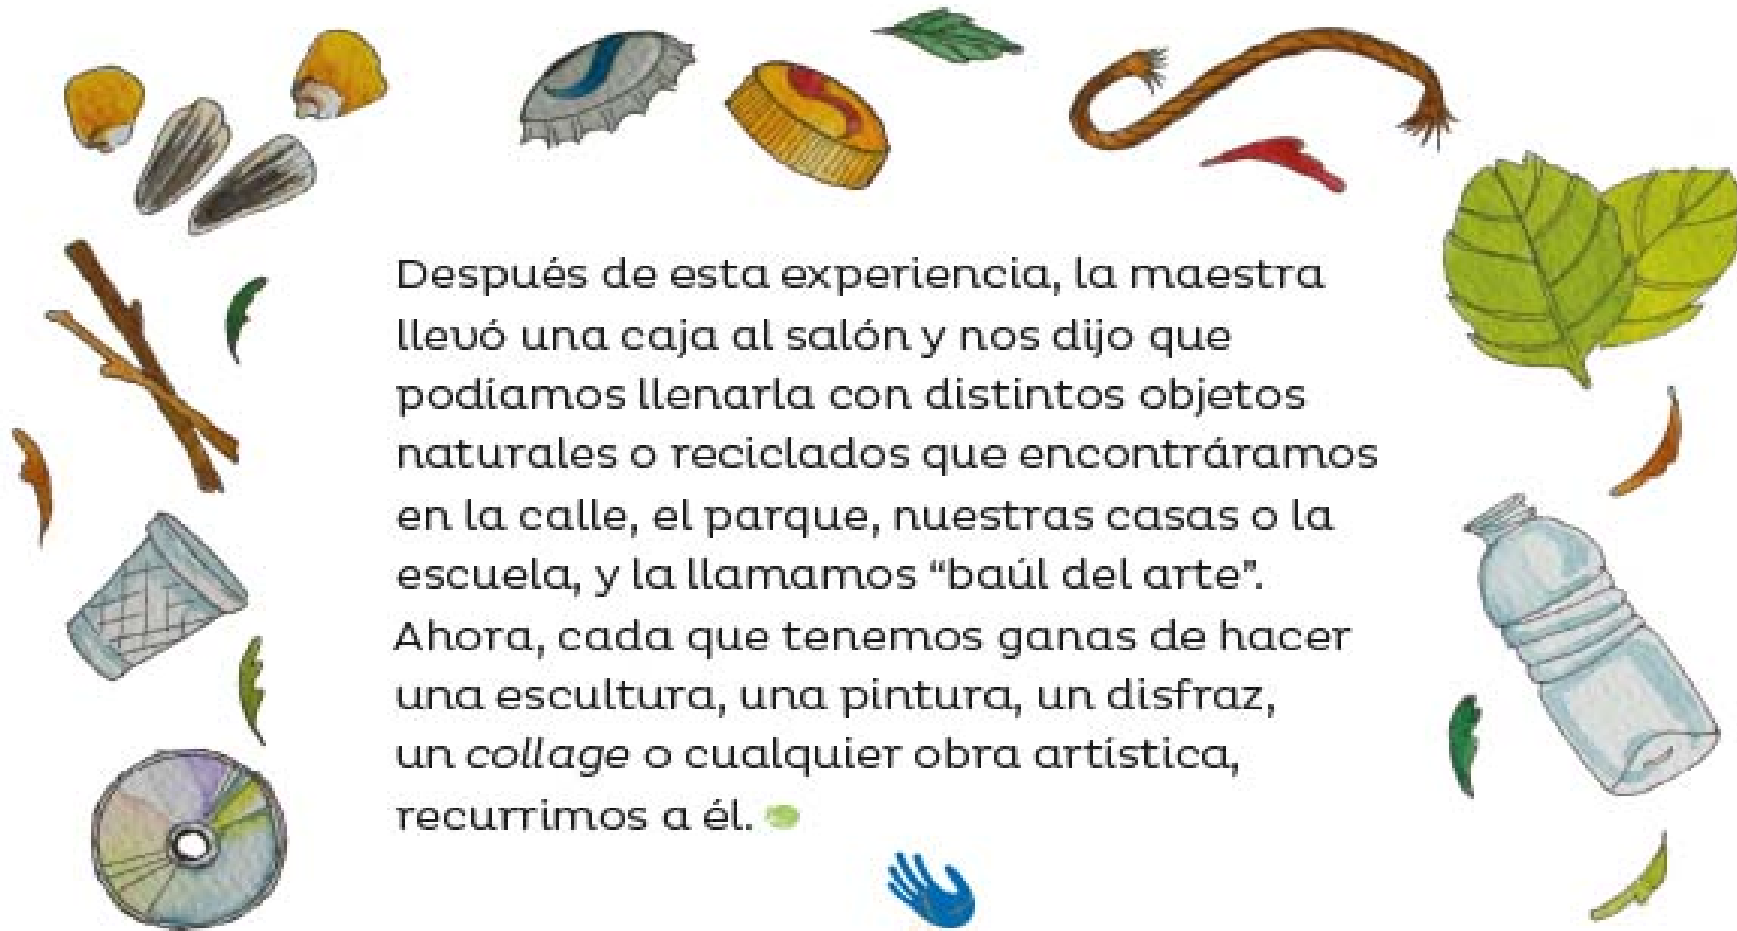 Después de esta experiencia, la maestra
llevó una caja al salón y nos dijo que
podíamos llenarla con distintos objetos
naturales o reciclados que encontráramos
en la calle, el parque, nuestras casas o la
escuela, y la llamamos “baúl del arte”.
Ahora, cada que tenemos ganas de hacer
una escultura, una pintura, un disfraz,
un collage o cualquier obra artística,
recurrimos a él.